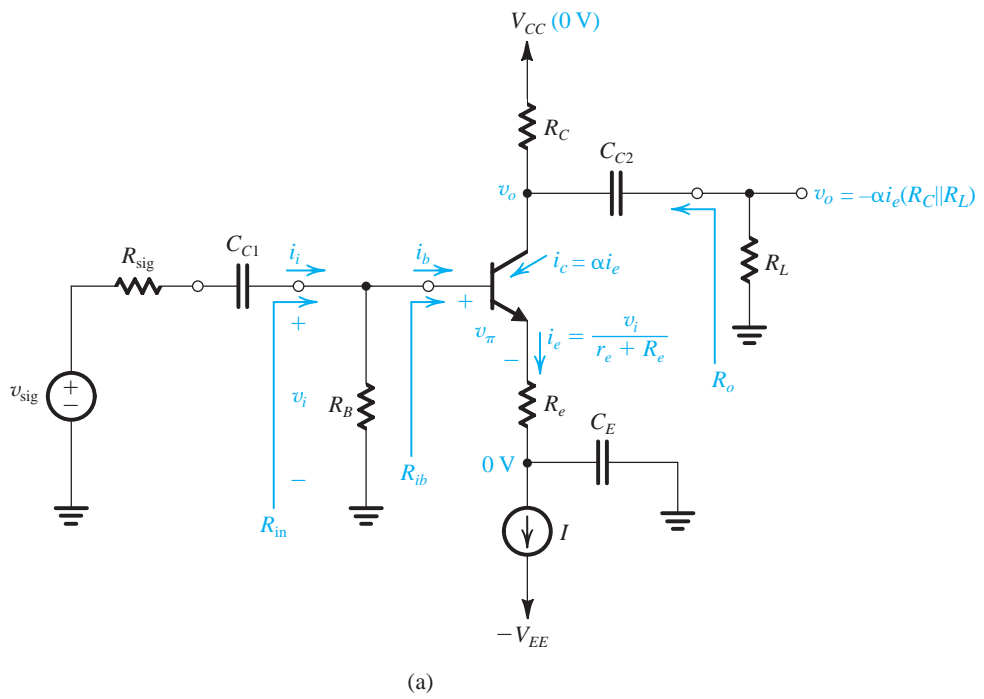 V_CC (0 V)
R_C
C_C2
v_o
v_o = −αi_e(R_C||R_L)
R_sig
C_C1
i_i
i_b
i_c = αi_e
R_L
+
+
v_π
−
i_e = v_i / (r_e + R_e)
R_o
v_sig
+
−
v_i
R_B
R_e
C_E
−
R_ib
0 V
R_in
I
−V_EE
(a)